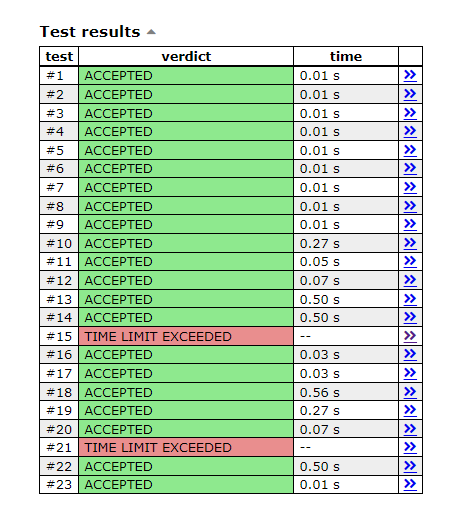 Test results
test verdict time
#1 ACCEPTED 0.01 s »
#2 ACCEPTED 0.01 s »
#3 ACCEPTED 0.01 s »
#4 ACCEPTED 0.01 s »
#5 ACCEPTED 0.01 s »
#6 ACCEPTED 0.01 s »
#7 ACCEPTED 0.01 s »
#8 ACCEPTED 0.01 s »
#9 ACCEPTED 0.01 s »
#10 ACCEPTED 0.27 s »
#11 ACCEPTED 0.05 s »
#12 ACCEPTED 0.07 s »
#13 ACCEPTED 0.50 s »
#14 ACCEPTED 0.50 s »
#15 TIME LIMIT EXCEEDED -- »
#16 ACCEPTED 0.03 s »
#17 ACCEPTED 0.03 s »
#18 ACCEPTED 0.56 s »
#19 ACCEPTED 0.27 s »
#20 ACCEPTED 0.07 s »
#21 TIME LIMIT EXCEEDED -- »
#22 ACCEPTED 0.50 s »
#23 ACCEPTED 0.01 s »